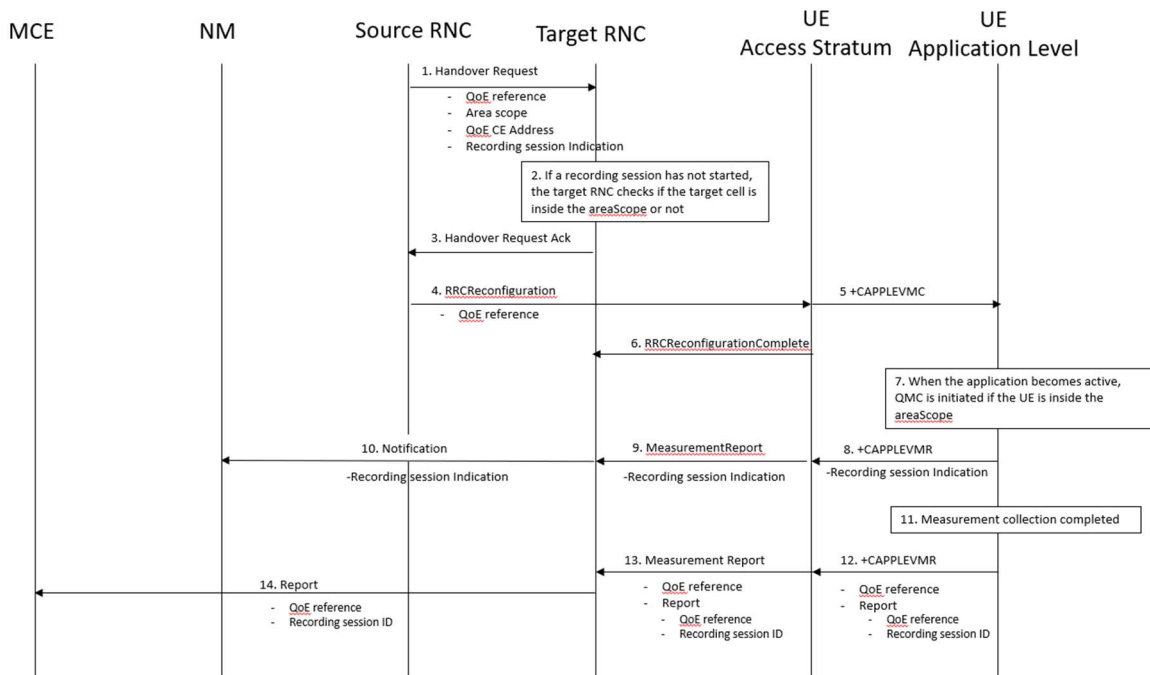 MCE
NM
Source RNC
Target RNC
UE
Access Stratum
UE
Application Level
1. Handover Request
- QoE reference
- Area scope
- QoE CE Address
- Recording session Indication
2. If a recording session has not started,
the target RNC checks if the target cell is
inside the areaScope or not
3. Handover Request Ack
4. RRCReconfiguration
- QoE reference
5 +CAPPLEVMC
6. RRCReconfigurationComplete
7. When the application becomes active,
QMC is initiated if the UE is inside the
areaScope
10. Notification
-Recording session Indication
9. MeasurementReport
-Recording session Indication
8. +CAPPLEVMR
-Recording session Indication
11. Measurement collection completed
13. Measurement Report
- QoE reference
- Report
- QoE reference
- Recording session ID
12. +CAPPLEVMR
- QoE reference
- Report
- QoE reference
- Recording session ID
14. Report
- QoE reference
- Recording session ID